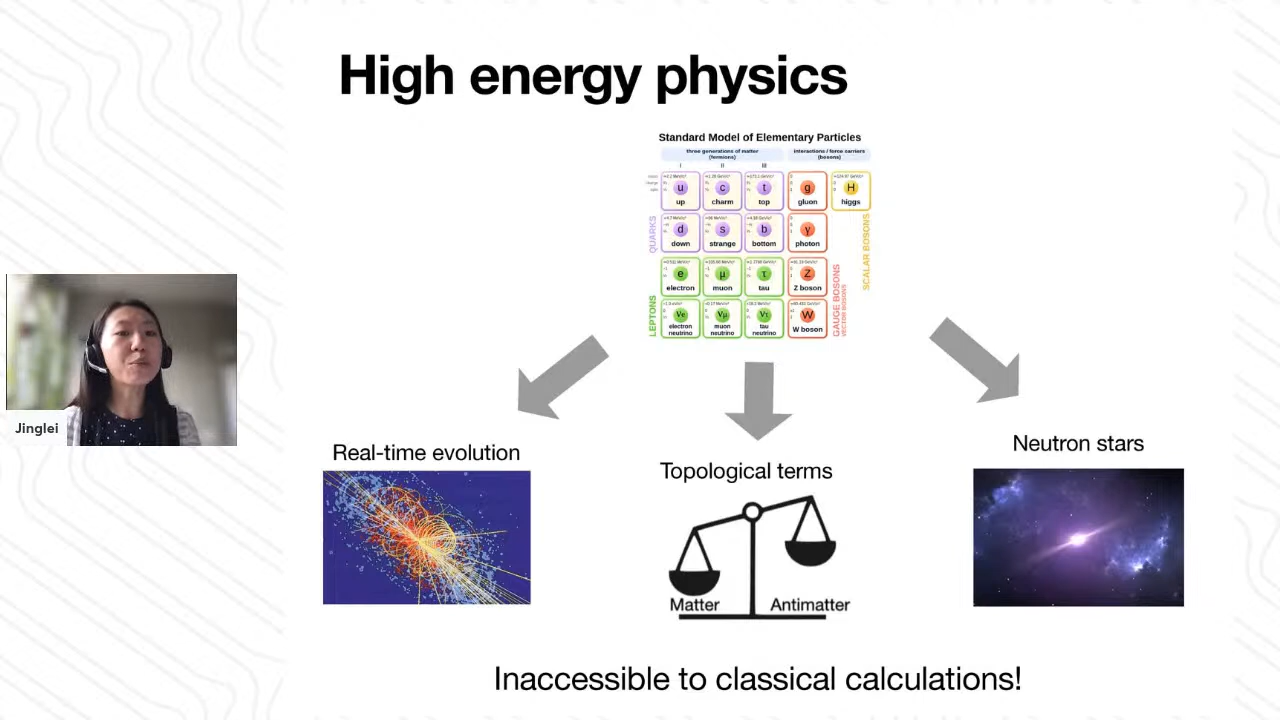 High energy physics
Standard Model of Elementary Particles
three generations of matter
(fermions)
interactions / force carriers
(bosons)
I II III
u c t g H
up charm top gluon higgs
d s b γ
down strange bottom photon
e μ τ Z
electron muon tau Z boson
νe νμ ντ W
electron neutrino
muon neutrino
tau neutrino
W boson
QUARKS
LEPTONS
GAUGE BOSONS
VECTOR BOSONS
SCALAR BOSONS
Jinglei
Real-time evolution
Topological terms
Neutron stars
Matter Antimatter
Inaccessible to classical calculations!